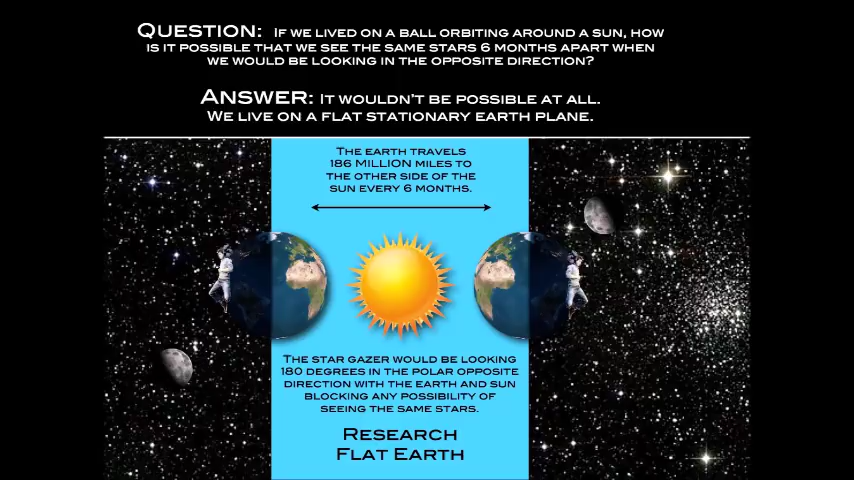 QUESTION: IF WE LIVED ON A BALL ORBITING AROUND A SUN, HOW
IS IT POSSIBLE THAT WE SEE THE SAME STARS 6 MONTHS APART WHEN
WE WOULD BE LOOKING IN THE OPPOSITE DIRECTION?
ANSWER: IT WOULDN'T BE POSSIBLE AT ALL.
WE LIVE ON A FLAT STATIONARY EARTH PLANE.
THE EARTH TRAVELS
186 MILLION MILES TO
THE OTHER SIDE OF THE
SUN EVERY 6 MONTHS.
THE STAR GAZER WOULD BE LOOKING
180 DEGREES IN THE POLAR OPPOSITE
DIRECTION WITH THE EARTH AND SUN
BLOCKING ANY POSSIBILITY OF
SEEING THE SAME STARS.
RESEARCH
FLAT EARTH